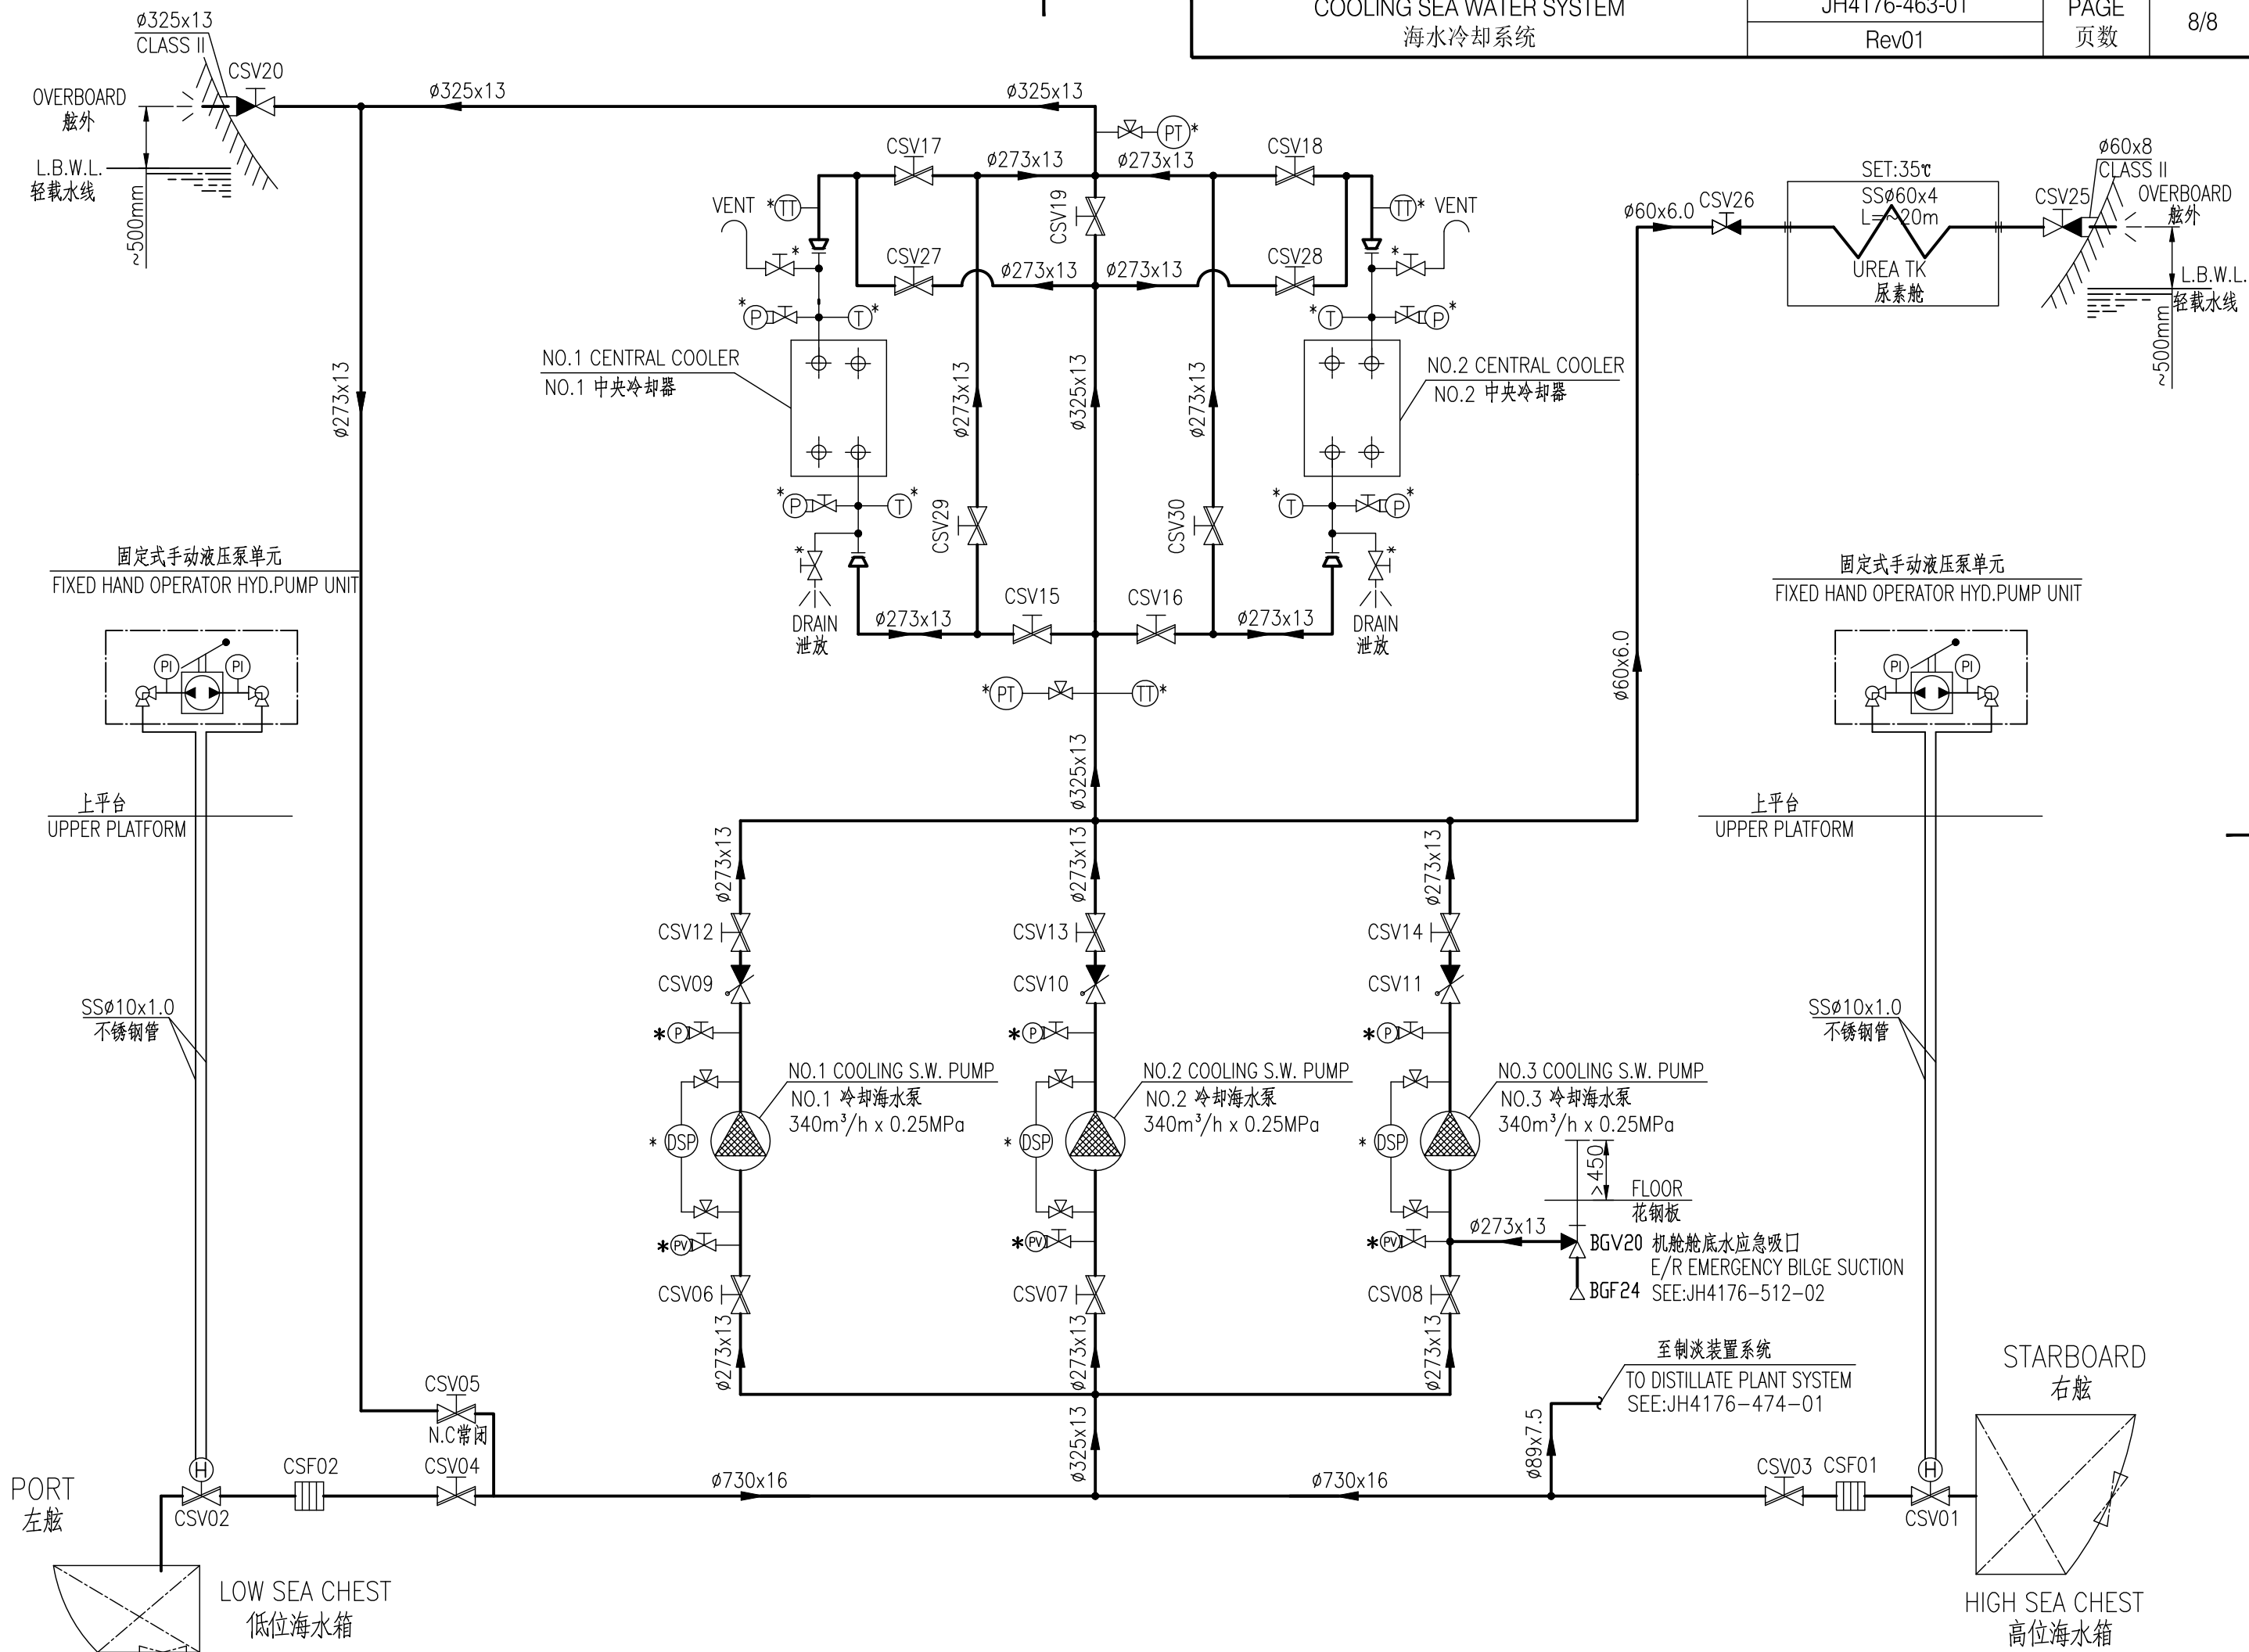 COOLING SEA WATER SYSTEM
海水冷却系统
JH4176-463-01
Rev01
PAGE
页数
8/8
ø325x13
CLASS II
CSV20
OVERBOARD
舷外
L.B.W.L.
轻载水线
~500mm
ø325x13
ø325x13
PT*
CSV17
ø273x13
ø273x13
CSV18
CSV19
VENT
*TT
TT*
VENT
*
*
CSV27
ø273x13
ø273x13
CSV28
*P
T*
*T
P*
NO.1 CENTRAL COOLER
NO.1 中央冷却器
NO.2 CENTRAL COOLER
NO.2 中央冷却器
ø273x13
ø273x13
ø325x13
ø273x13
*P
T*
*T
P*
CSV29
CSV30
*
*
DRAIN
泄放
DRAIN
泄放
ø273x13
CSV15
CSV16
ø273x13
*PT
TT*
ø325x13
SET:35℃
SSø60x4
L=~20m
UREA TK
尿素舱
ø60x6.0
CSV26
CSV25
ø60x8
CLASS II
OVERBOARD
舷外
L.B.W.L.
轻载水线
~500mm
ø60x6.0
固定式手动液压泵单元
FIXED HAND OPERATOR HYD.PUMP UNIT
PI
PI
上平台
UPPER PLATFORM
SSø10x1.0
不锈钢管
固定式手动液压泵单元
FIXED HAND OPERATOR HYD.PUMP UNIT
PI
PI
上平台
UPPER PLATFORM
SSø10x1.0
不锈钢管
ø273x13
ø273x13
ø273x13
CSV12
CSV13
CSV14
CSV09
CSV10
CSV11
*P
*P
*P
NO.1 COOLING S.W. PUMP
NO.1 冷却海水泵
340m³/h x 0.25MPa
NO.2 COOLING S.W. PUMP
NO.2 冷却海水泵
340m³/h x 0.25MPa
NO.3 COOLING S.W. PUMP
NO.3 冷却海水泵
340m³/h x 0.25MPa
* DSP
* DSP
* DSP
>450
FLOOR
花钢板
*PV
*PV
*PV
ø273x13
BGV20 机舱舱底水应急吸口
E/R EMERGENCY BILGE SUCTION
BGF24 SEE:JH4176-512-02
CSV06
CSV07
CSV08
ø273x13
ø273x13
ø273x13
至制淡装置系统
TO DISTILLATE PLANT SYSTEM
SEE:JH4176-474-01
ø89x7.5
ø325x13
CSV05
N.C常闭
H
CSF02
CSV04
CSV02
ø730x16
ø730x16
CSV03
CSF01
H
CSV01
PORT
左舷
STARBOARD
右舷
LOW SEA CHEST
低位海水箱
HIGH SEA CHEST
高位海水箱